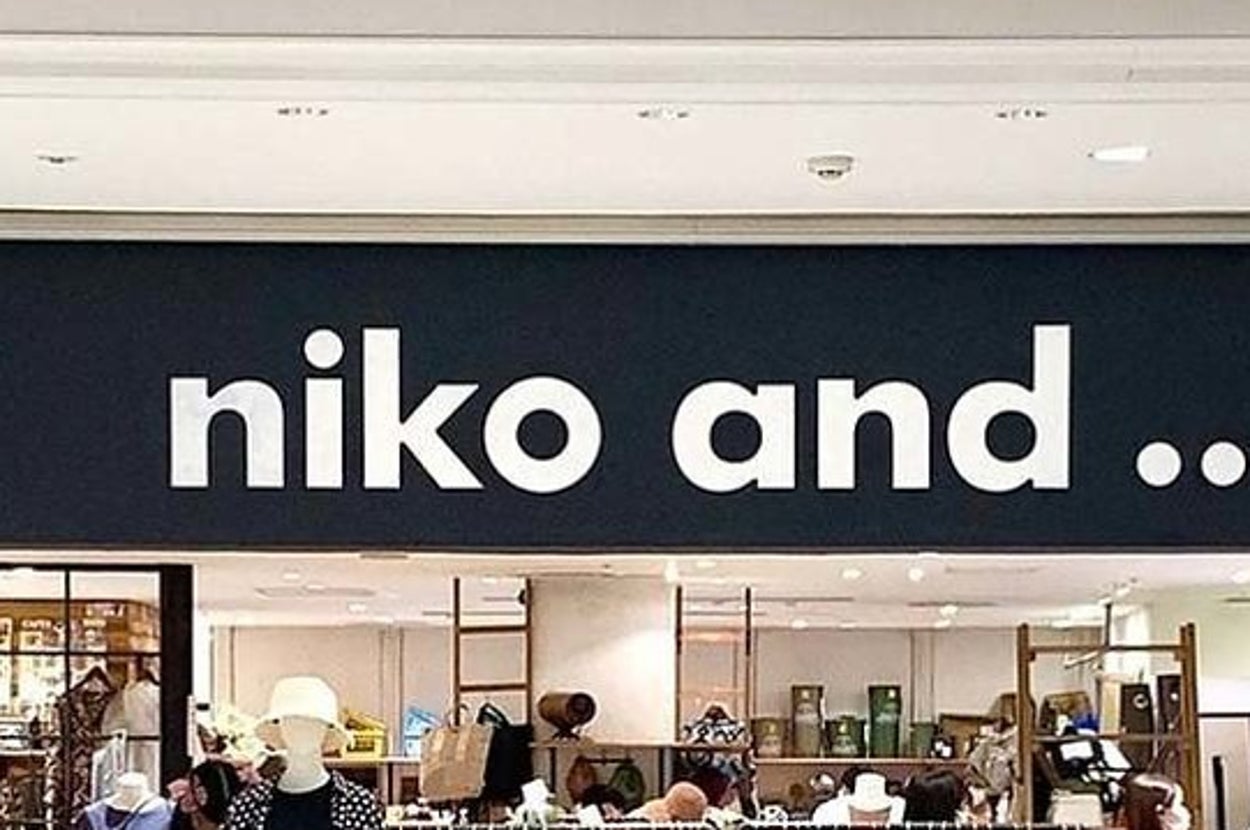 niko and ..